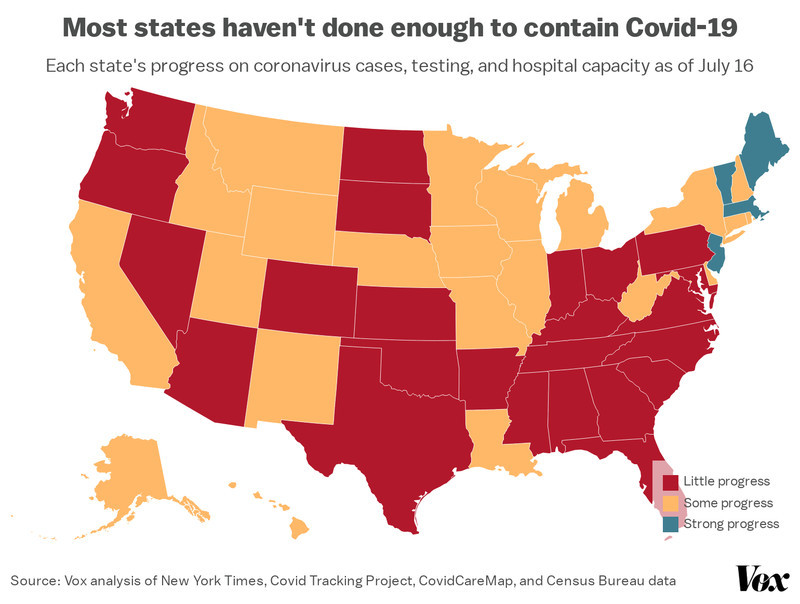 Most states haven't done enough to contain Covid-19
Each state's progress on coronavirus cases, testing, and hospital capacity as of July 16
Little progress
Some progress
Strong progress
Source: Vox analysis of New York Times, Covid Tracking Project, CovidCareMap, and Census Bureau data
Vox